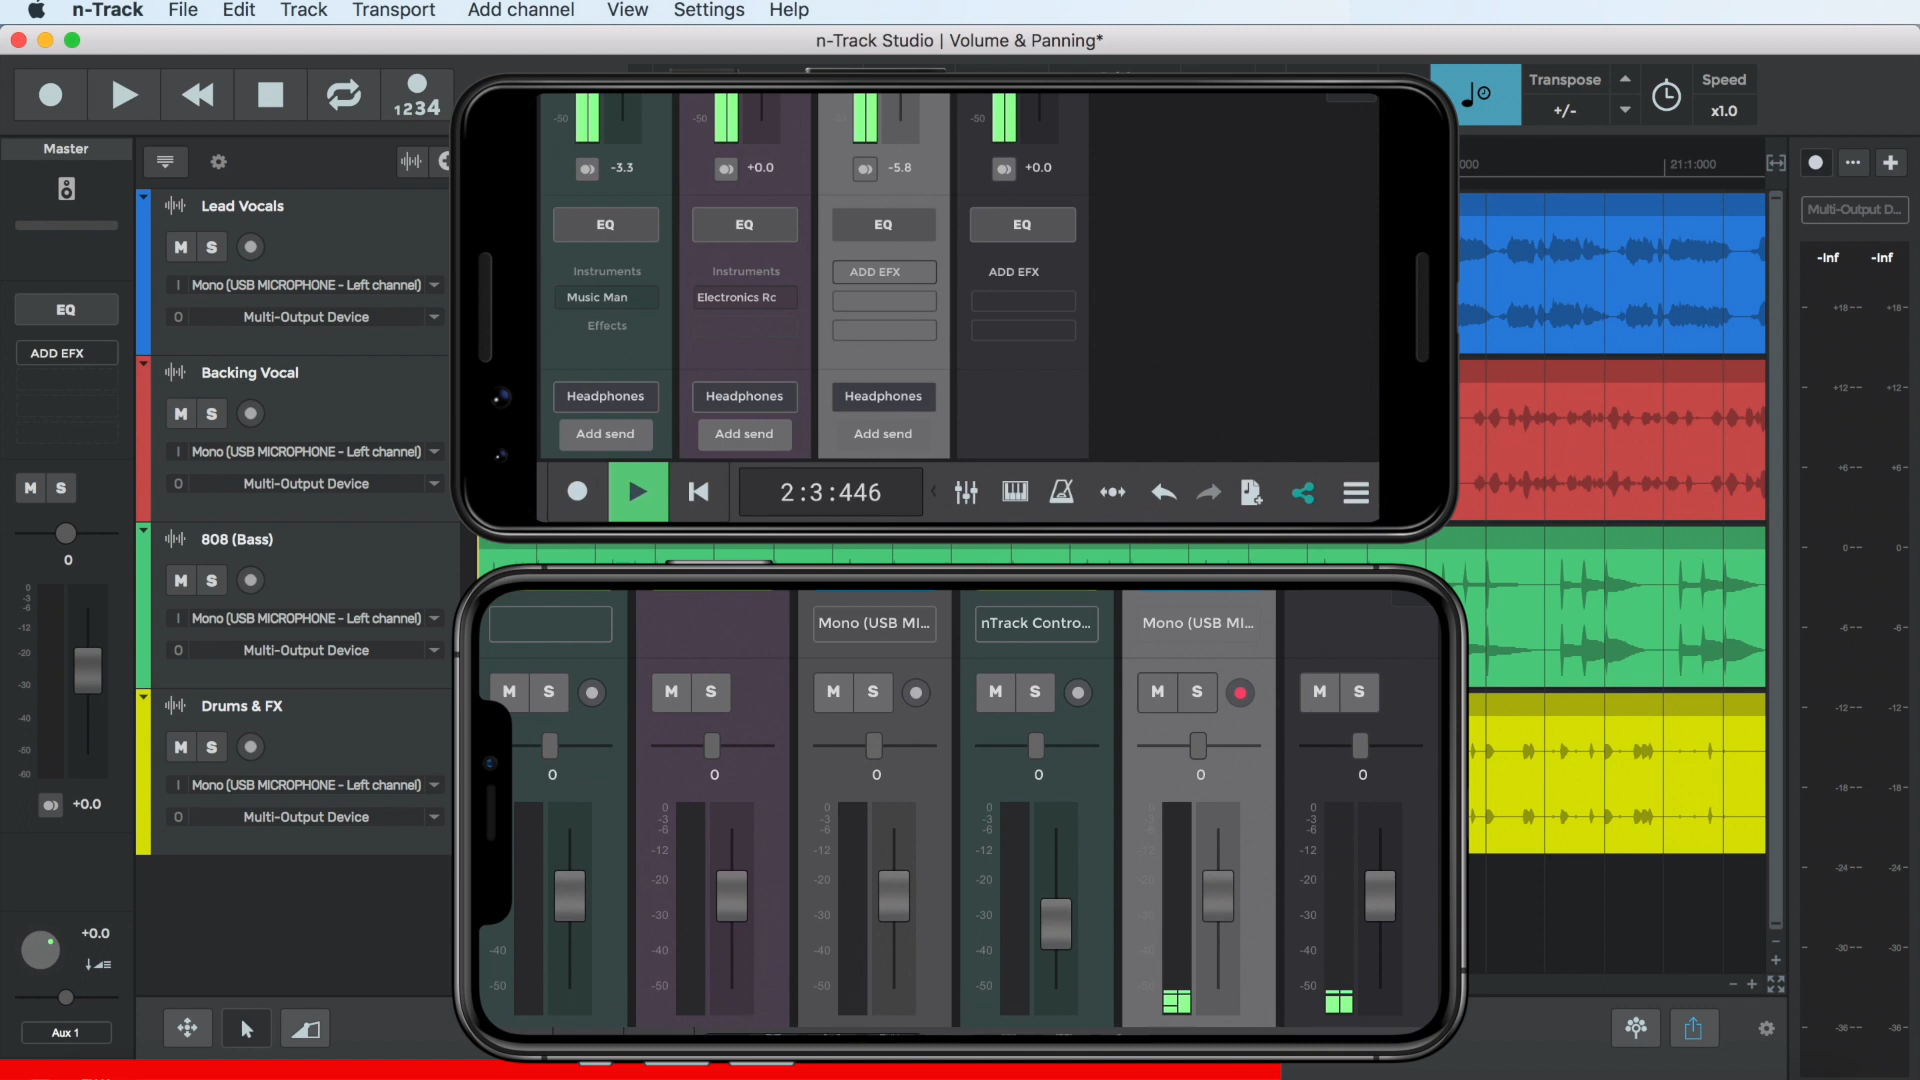 n-Track File Edit Track Transport Add channel View Settings Help
n-Track Studio | Volume & Panning*
1234
Transpose
+/-
Speed
x1.0
Master
EQ
ADD EFX
M S
0
0
-3
-6
-12
-20
-30
-40
-50
-60
+0.0
+0.0
Aux 1
Lead Vocals
M S
I Mono (USB MICROPHONE - Left channel)
O Multi-Output Device
Backing Vocal
M S
I Mono (USB MICROPHONE - Left channel)
O Multi-Output Device
808 (Bass)
M S
I Mono (USB MICROPHONE - Left channel)
O Multi-Output Device
Drums & FX
M S
I Mono (USB MICROPHONE - Left channel)
O Multi-Output Device
-50 -50 -50 -50
-3.3 +0.0 -5.8 +0.0
EQ EQ EQ EQ
Instruments Instruments ADD EFX ADD EFX
Music Man Electronics Rc
Effects
Headphones Headphones Headphones
Add send Add send Add send
2:3:446
Mono (USB MI... nTrack Contro... Mono (USB MI...
M S M S M S M S M S M S
0 0 0 0 0 0
0 0 0 0 0
-3 -3 -3 -3 -3
-6 -6 -6 -6 -6
-12 -12 -12 -12 -12
-20 -20 -20 -20 -20
-30 -30 -30 -30 -30
-40 -40 -40 -40 -40 -40
-50 -50 -50 -50 -50 -50
:000 21:1:000
Multi-Output D...
-Inf -Inf
+18 +18
+12 +12
+6 +6
0 0
-6 -6
-12 -12
-18 -18
-24 -24
-30 -30
-36 -36